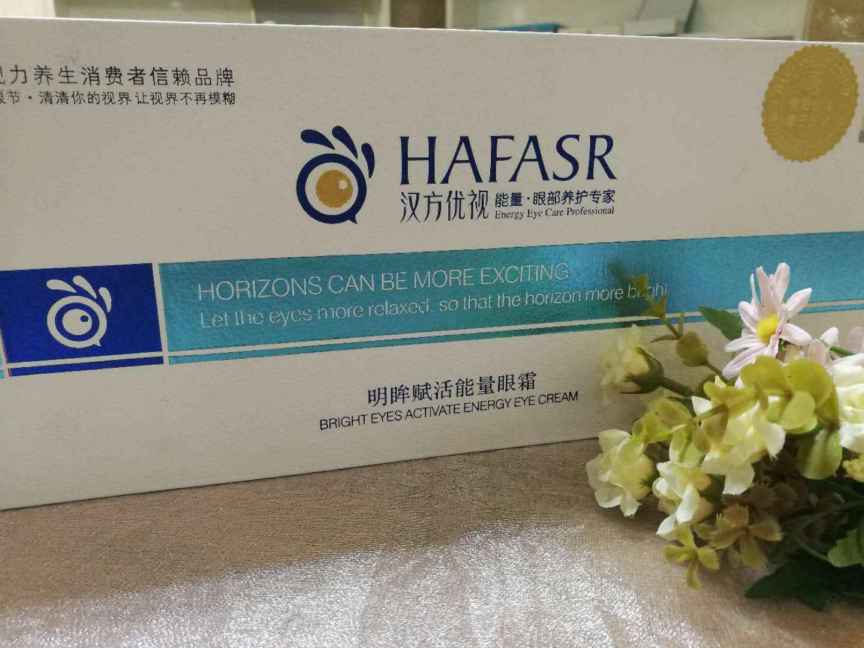 力养生消费者信赖品牌
节·清清你的视界 让视界不再模糊
HAFASR
汉方优视 能量·眼部养护专家
Energy Eye Care Professional
HORIZONS CAN BE MORE EXCITING
Let the eyes more relaxed, so that the horizon more bright
明眸赋活能量眼霜
BRIGHT EYES ACTIVATE ENERGY EYE CREAM